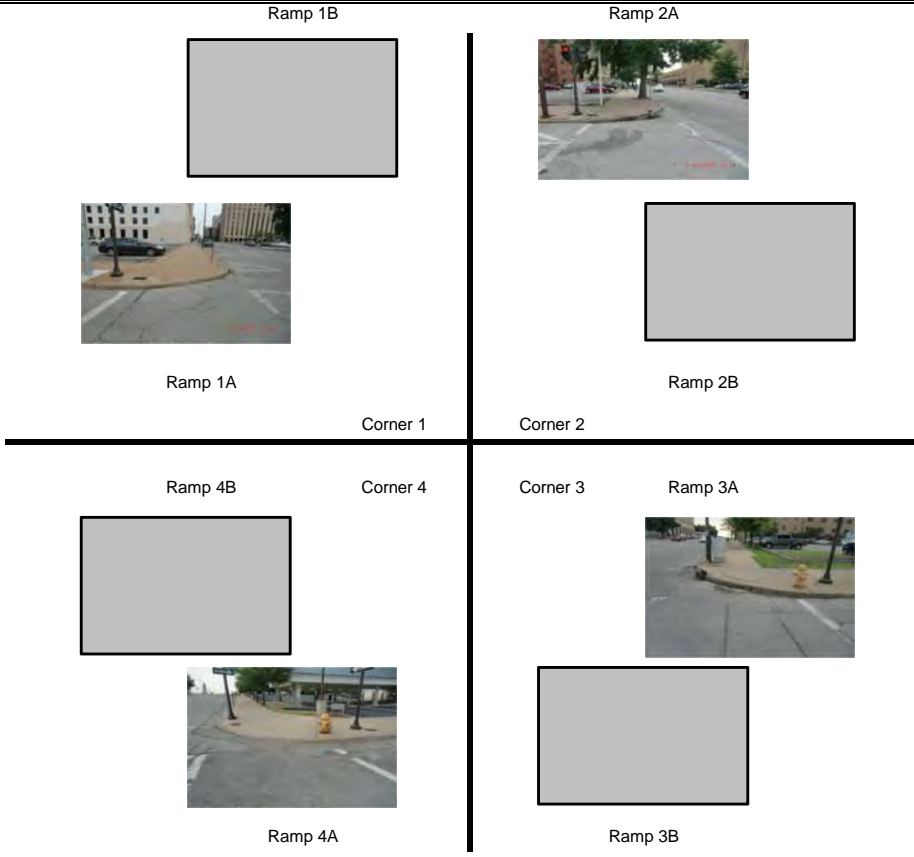 Ramp 1B
Ramp 2A
Ramp 1A
Ramp 2B
Corner 1
Corner 2
Ramp 4B
Corner 4
Corner 3
Ramp 3A
Ramp 4A
Ramp 3B